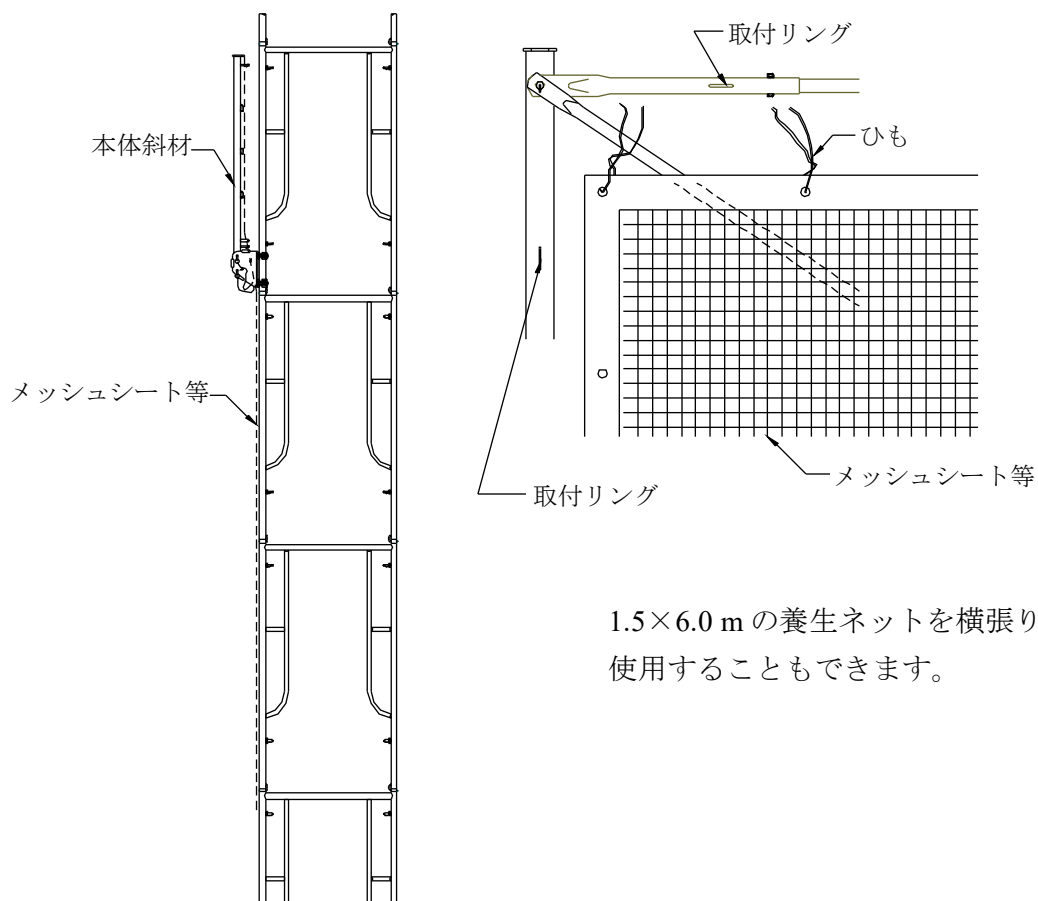 取付リング
本体斜材
ひも
メッシュシート等
メッシュシート等
取付リング
1.5×6.0 m の養生ネットを横張り
使用することもできます。